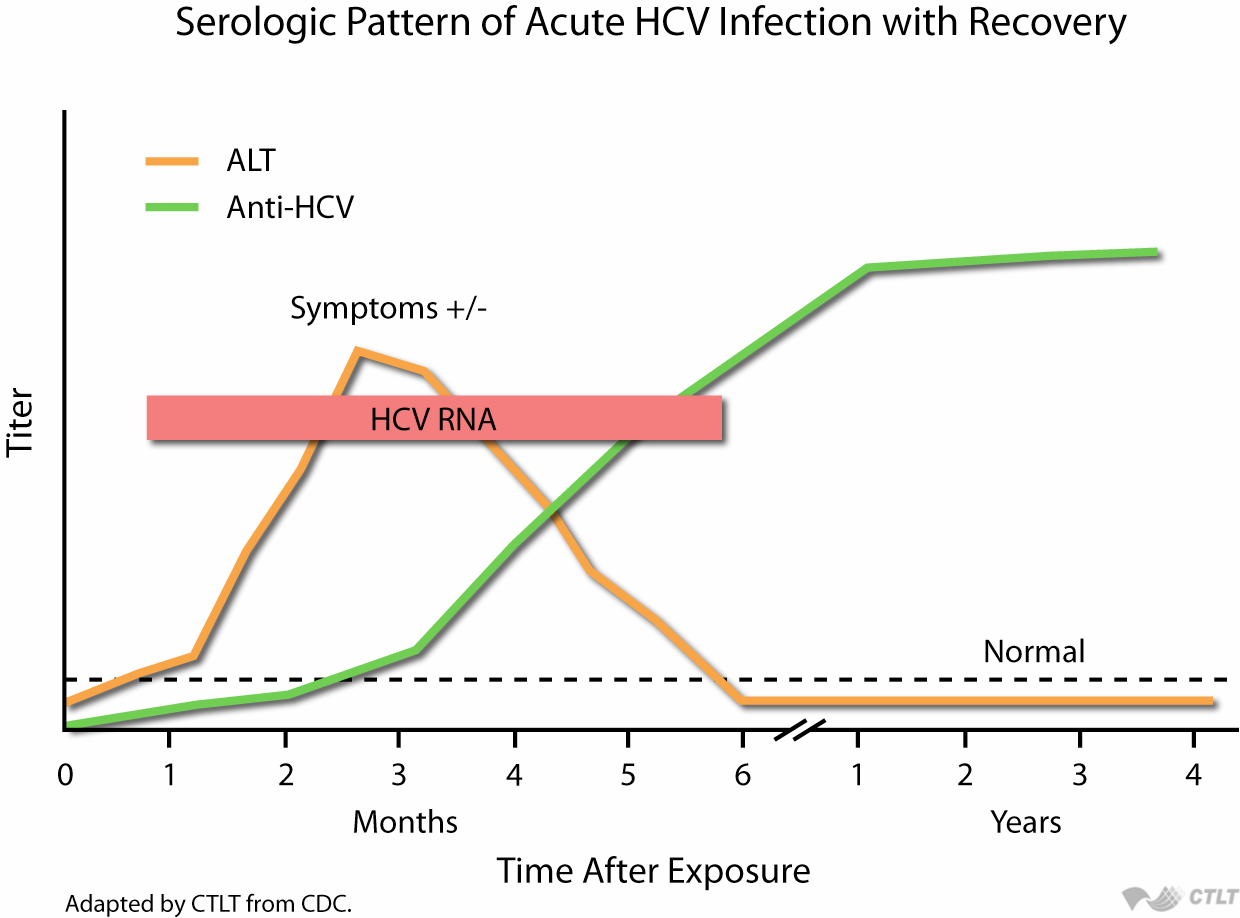 Serologic Pattern of Acute HCV Infection with Recovery
ALT
Anti-HCV
Symptoms +/-
HCV RNA
Titer
Normal
0 1 2 3 4 5 6 1 2 3 4
Months Years
Time After Exposure
Adapted by CTLT from CDC.
CTLT